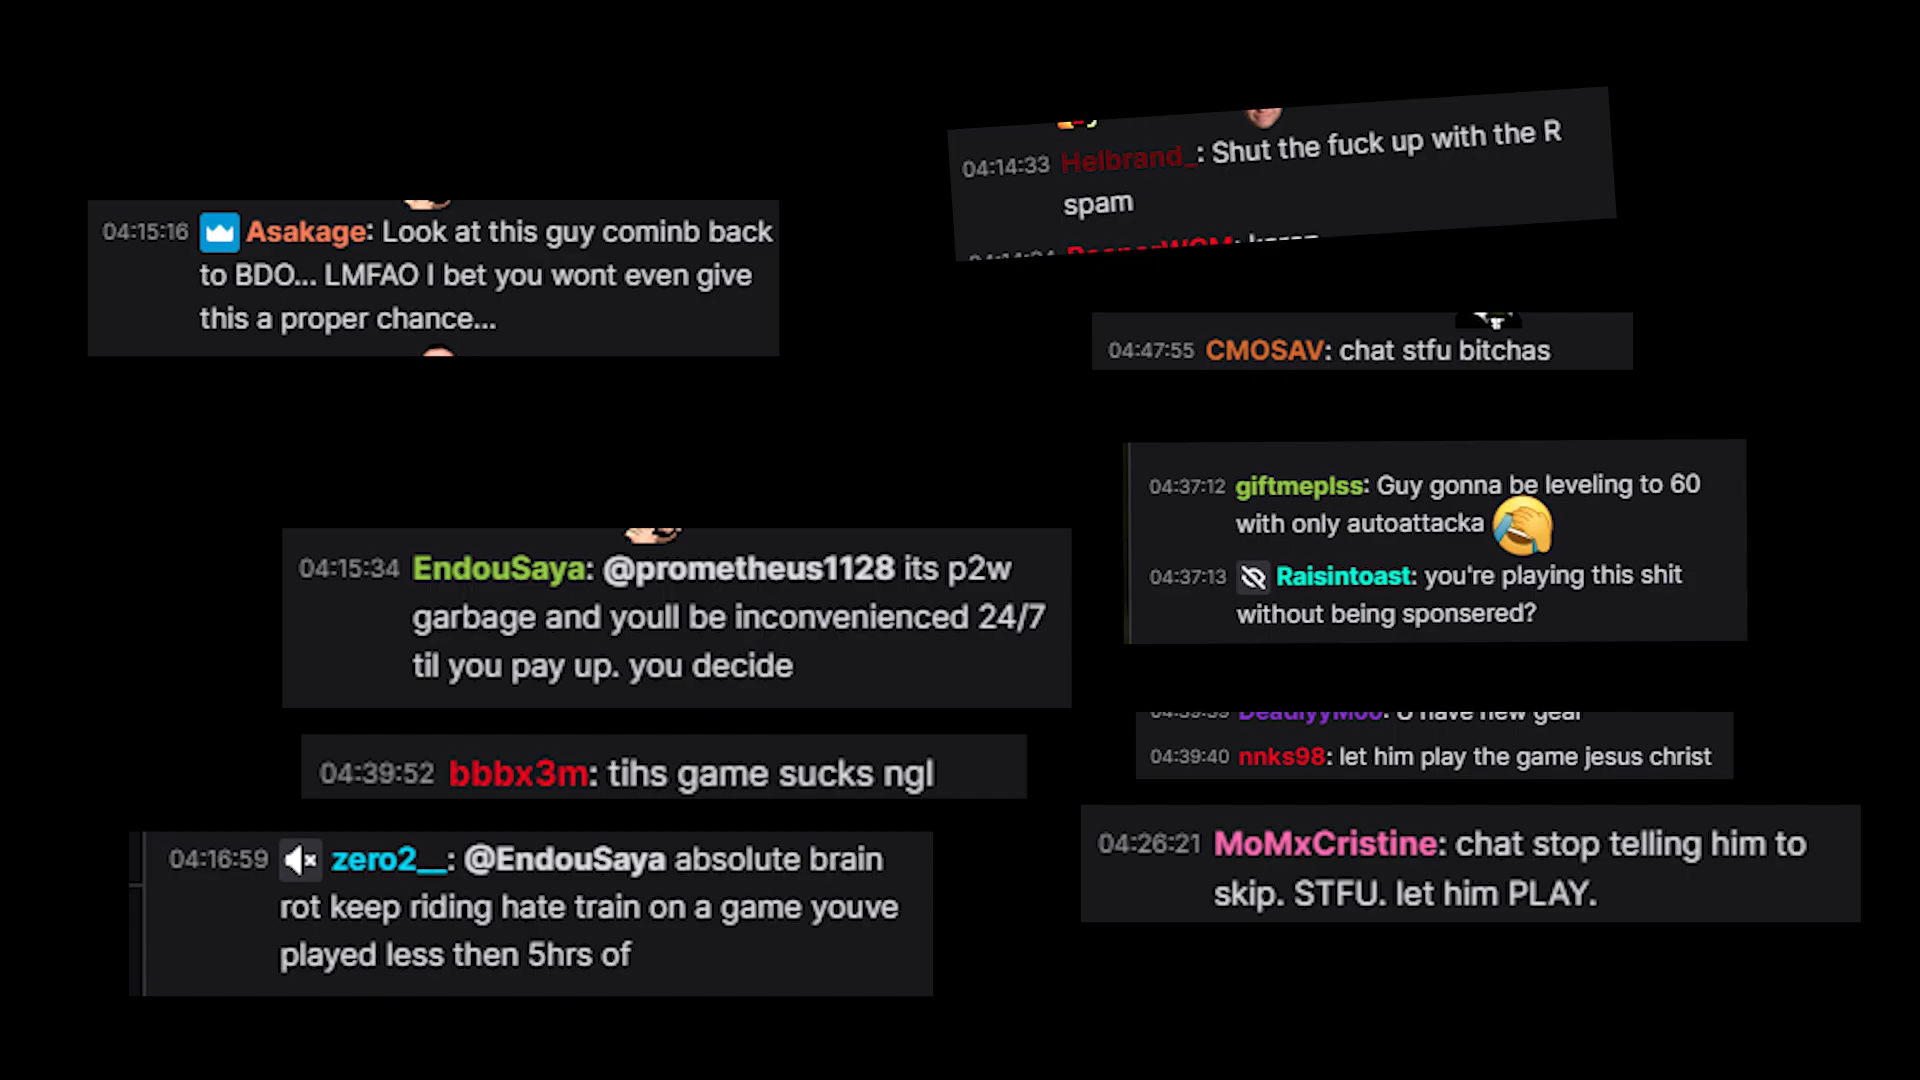 04:15:16 Asakage: Look at this guy cominb back
to BDO... LMFAO I bet you wont even give
this a proper chance...
04:15:34 EndouSaya: @prometheus1128 its p2w
garbage and youll be inconvenienced 24/7
til you pay up. you decide
04:39:52 bbbx3m: tihs game sucks ngl
04:16:59 zero2__: @EndouSaya absolute brain
rot keep riding hate train on a game youve
played less then 5hrs of
04:14:33 Helbrand_: Shut the fuck up with the R
spam
04:47:55 CMOSAV: chat stfu bitchas
04:37:12 giftmeplss: Guy gonna be leveling to 60
with only autoattacka
04:37:13 Raisintoast: you're playing this shit
without being sponsered?
U have new gear
04:39:40 nnks98: let him play the game jesus christ
04:26:21 MoMxCristine: chat stop telling him to
skip. STFU. let him PLAY.